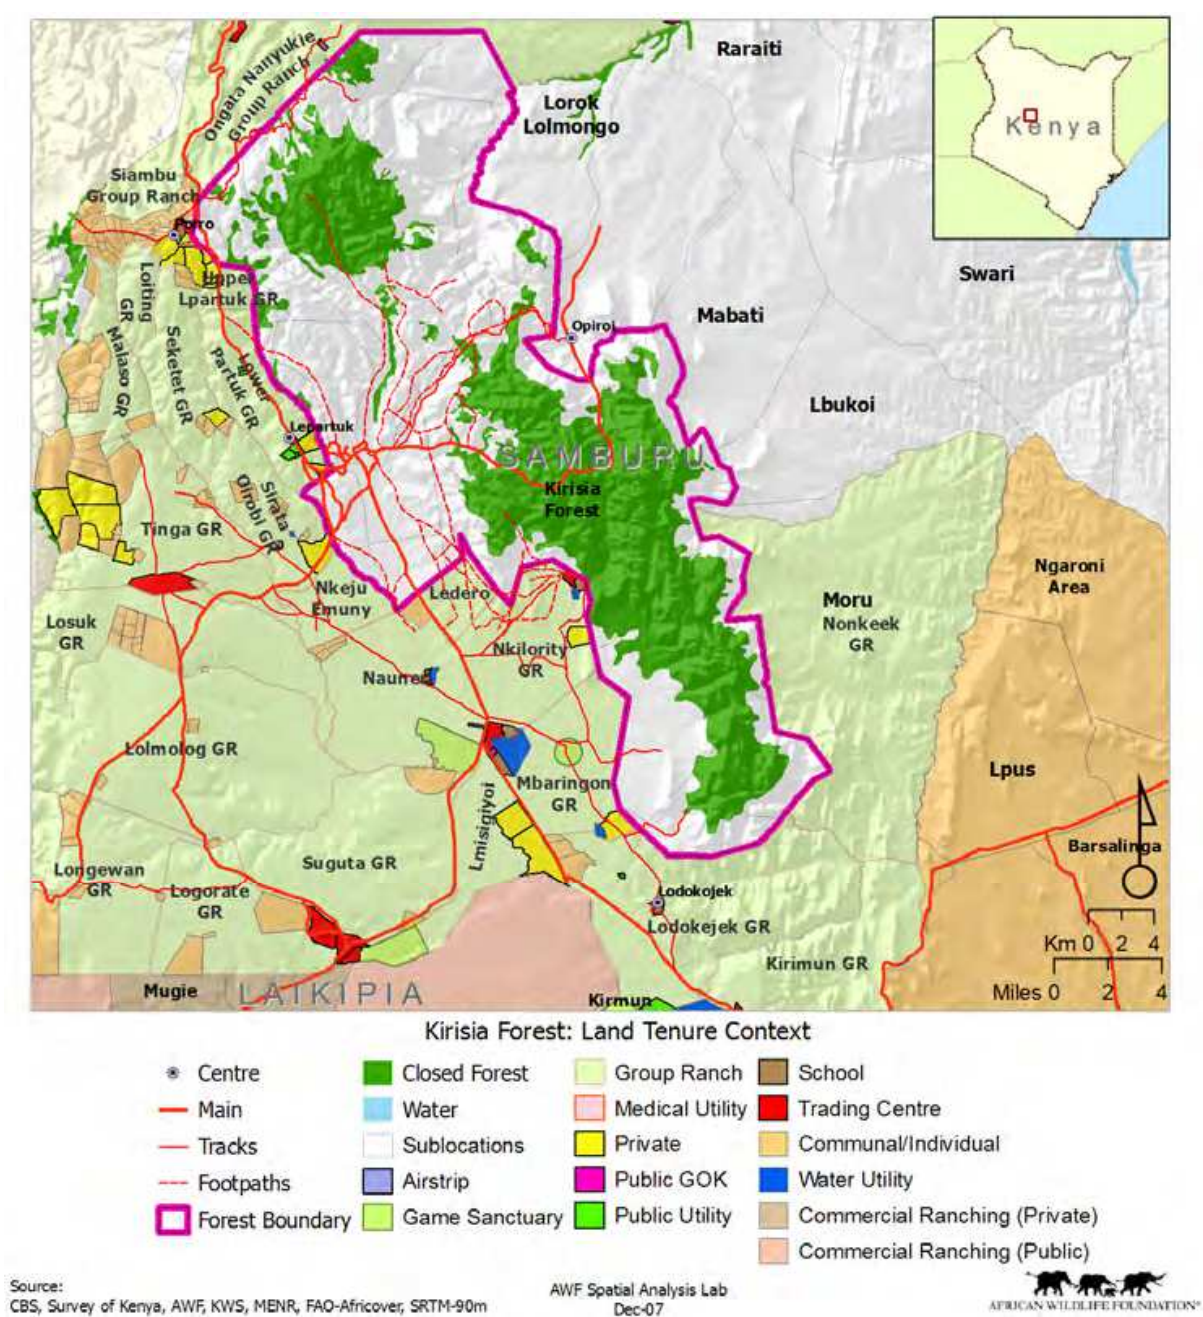 Raraiti
Ongata Nanyukie
Group Ranch
Lorok
Lolmongo
Kenya
Siambu
Group Ranch
Porro
Swari
Upper
Lpartuk GR
Loiting
GR
Mabati
Opiroi
Malaso GR
Seketet GR
Lower
Partuk GR
Lbukoi
Lepartuk
SAMBURU
Kirisia
Forest
Sirata
Oirobi GR
Tinga GR
Ngaroni
Area
Nkeju
Emuny
Ledero
Moru
Nonkeek
GR
Losuk
GR
Nkilority
GR
Lolmolog GR
Lpus
Mbaringon
GR
Lmisigiyoi
Barsalinga
Suguta GR
Longewan
GR
Logorate
GR
Lodokojek
Lodokejek GR
Km 0 2 4
Kirimun GR
Miles 0 2 4
Mugie
LAIKIPIA
Kirmun
Kirisia Forest: Land Tenure Context
Centre
Main
Tracks
Footpaths
Forest Boundary
Closed Forest
Water
Sublocations
Airstrip
Game Sanctuary
Group Ranch
Medical Utility
Private
Public GOK
Public Utility
School
Trading Centre
Communal/Individual
Water Utility
Commercial Ranching (Private)
Commercial Ranching (Public)
Source:
CBS, Survey of Kenya, AWF, KWS, MENR, FAO-Africover, SRTM-90m
AWF Spatial Analysis Lab
Dec-07
AFRICAN WILDLIFE FOUNDATION®